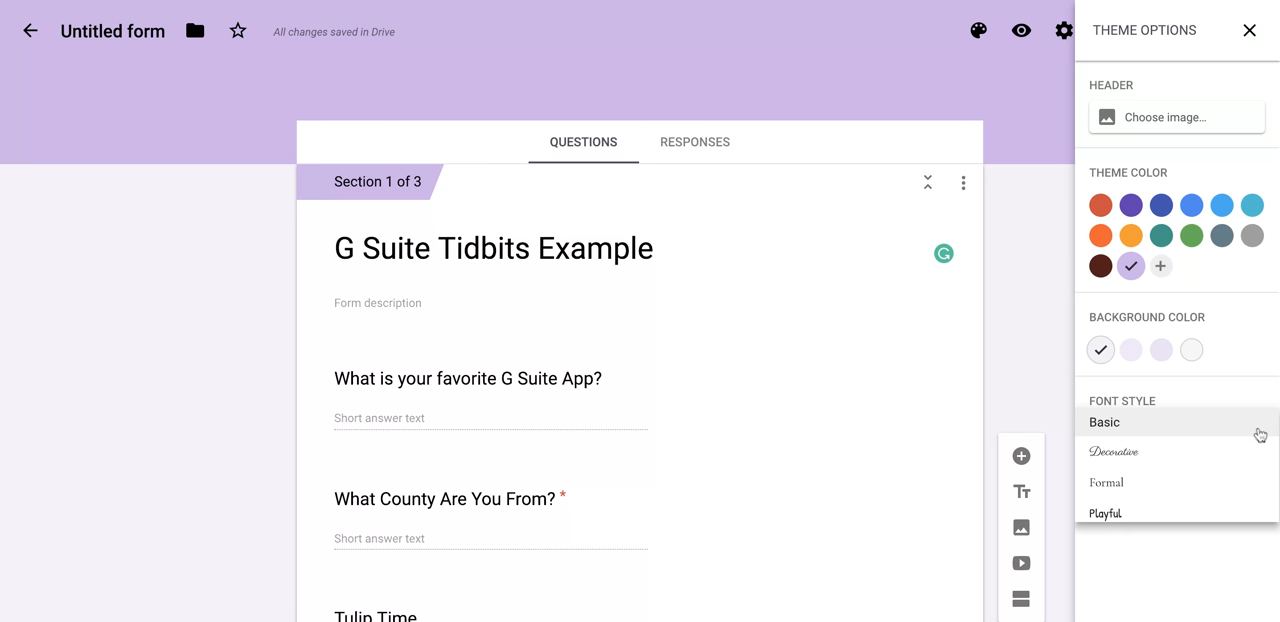 Untitled form
All changes saved in Drive
THEME OPTIONS
HEADER
Choose image...
QUESTIONS
RESPONSES
THEME COLOR
Section 1 of 3
G Suite Tidbits Example
Form description
BACKGROUND COLOR
What is your favorite G Suite App?
Short answer text
FONT STYLE
Basic
Decorative
Formal
Playful
What County Are You From? *
Short answer text
Tulip Time